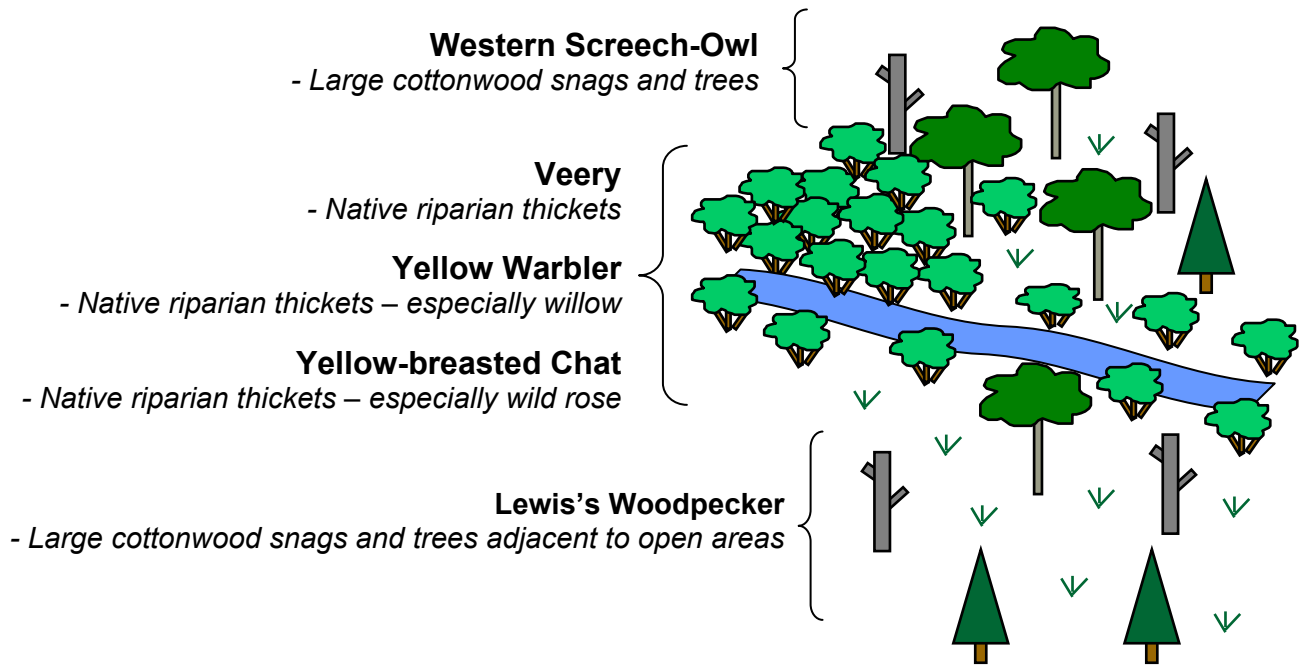 Western Screech-Owl
- Large cottonwood snags and trees
Veery
- Native riparian thickets
Yellow Warbler
- Native riparian thickets – especially willow
Yellow-breasted Chat
- Native riparian thickets – especially wild rose
Lewis's Woodpecker
- Large cottonwood snags and trees adjacent to open areas